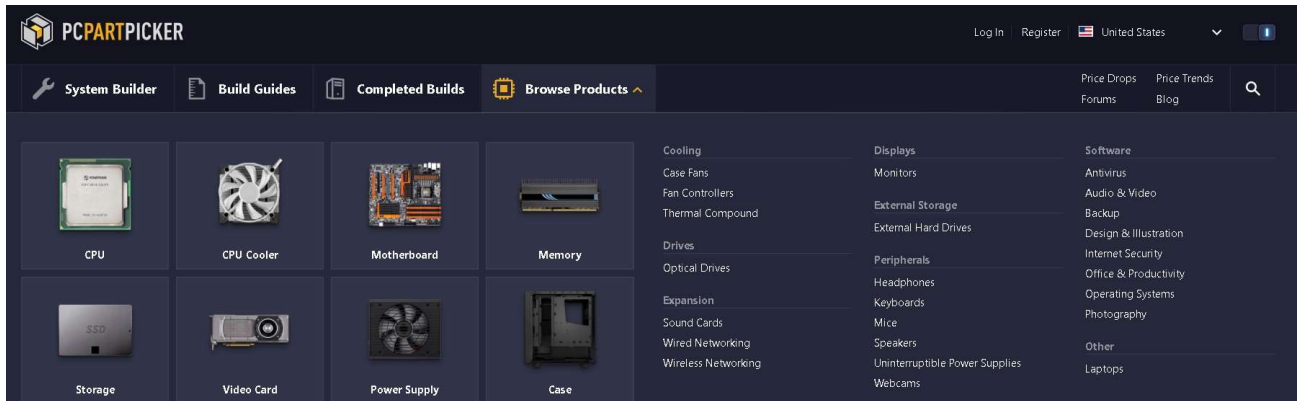 PCPARTPICKER
Log In
Register
United States
System Builder
Build Guides
Completed Builds
Browse Products
Price Drops
Price Trends
Forums
Blog
CPU
CPU Cooler
Motherboard
Memory
SSD
Storage
Video Card
Power Supply
Case
Cooling
Case Fans
Fan Controllers
Thermal Compound
Drives
Optical Drives
Expansion
Sound Cards
Wired Networking
Wireless Networking
Displays
Monitors
External Storage
External Hard Drives
Peripherals
Headphones
Keyboards
Mice
Speakers
Uninterruptible Power Supplies
Webcams
Software
Antivirus
Audio & Video
Backup
Design & Illustration
Internet Security
Office & Productivity
Operating Systems
Photography
Other
Laptops